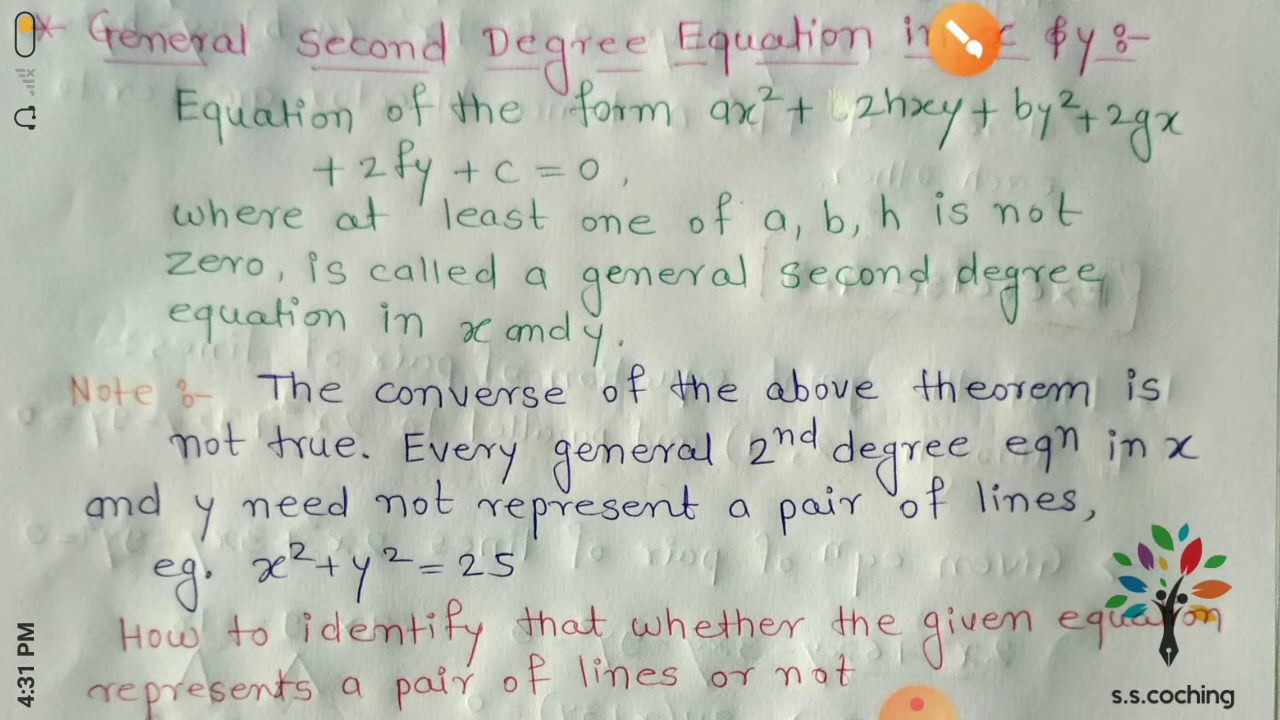 * General Second Degree Equation in x & y :-
Equation of the form ax² + 2hxy + by² + 2gx
+ 2fy + c = 0,
where at least one of a, b, h is not
zero, is called a general second degree
equation in x and y.
Note :- The converse of the above theorem is
not true. Every general 2nd degree eqn in x
and y need not represent a pair of lines,
eg. x² + y² = 25
How to identify that whether the given equation
represents a pair of lines or not
s.s.coching
4:31 PM